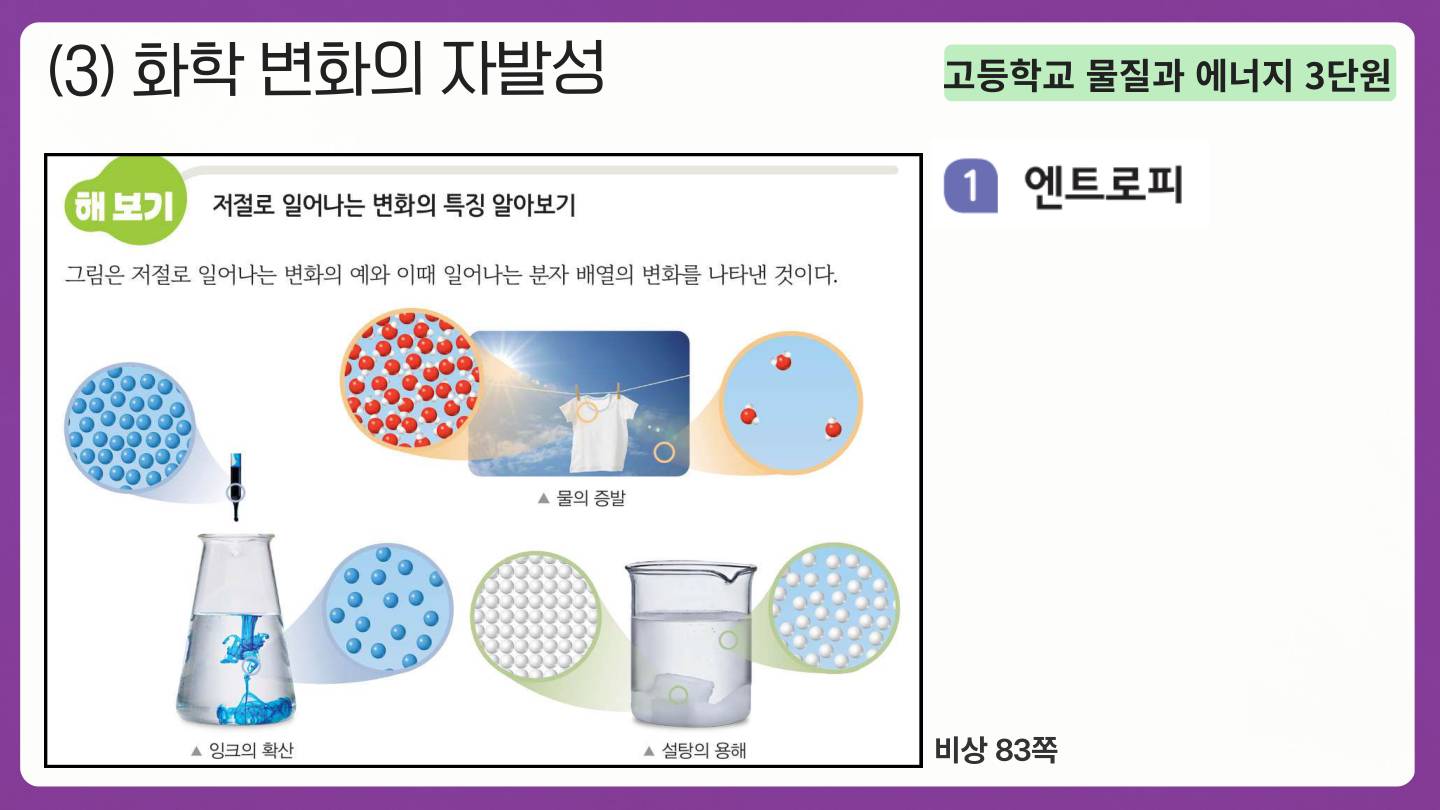 (3) 화학 변화의 자발성
고등학교 물질과 에너지 3단원
해 보기
저절로 일어나는 변화의 특징 알아보기
그림은 저절로 일어나는 변화의 예와 이때 일어나는 분자 배열의 변화를 나타낸 것이다.
▲ 물의 증발
▲ 잉크의 확산
▲ 설탕의 용해
1 엔트로피
비상 83쪽